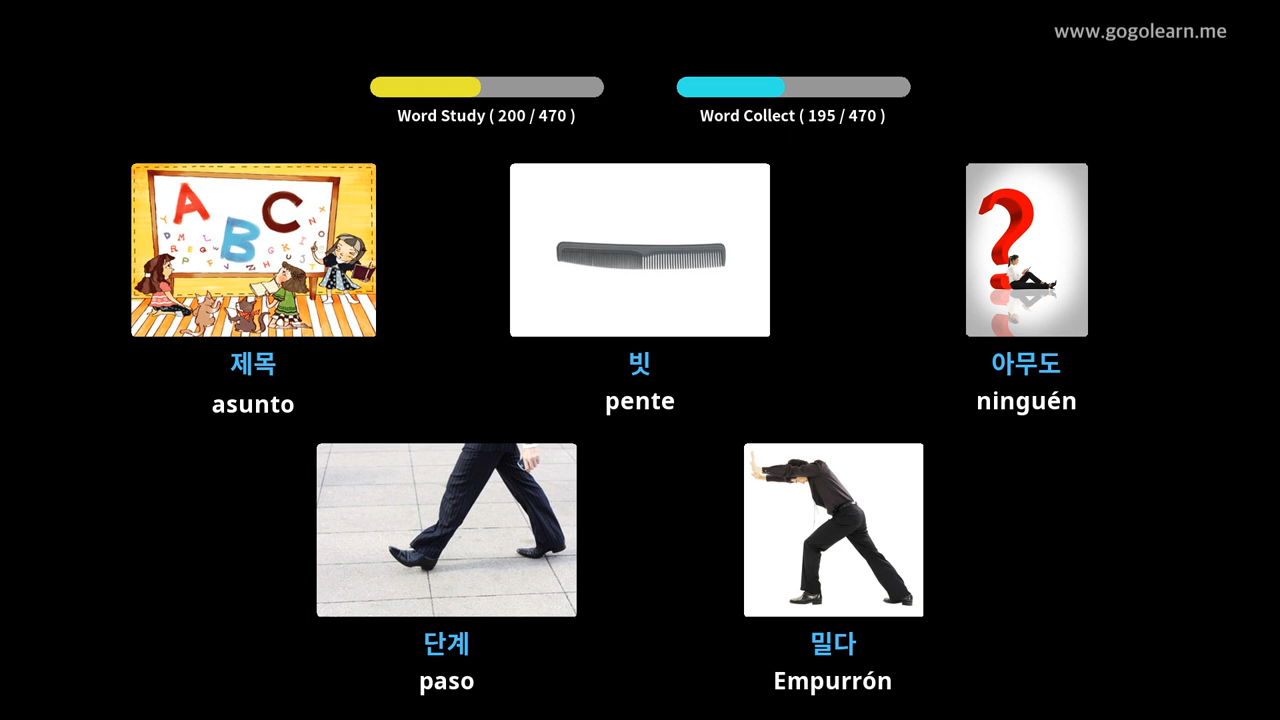 www.gogolearn.me
Word Study ( 200 / 470 )
Word Collect ( 195 / 470 )
A B C
제목
asunto
빗
pente
아무도
ninguén
단계
paso
밀다
Empurrón